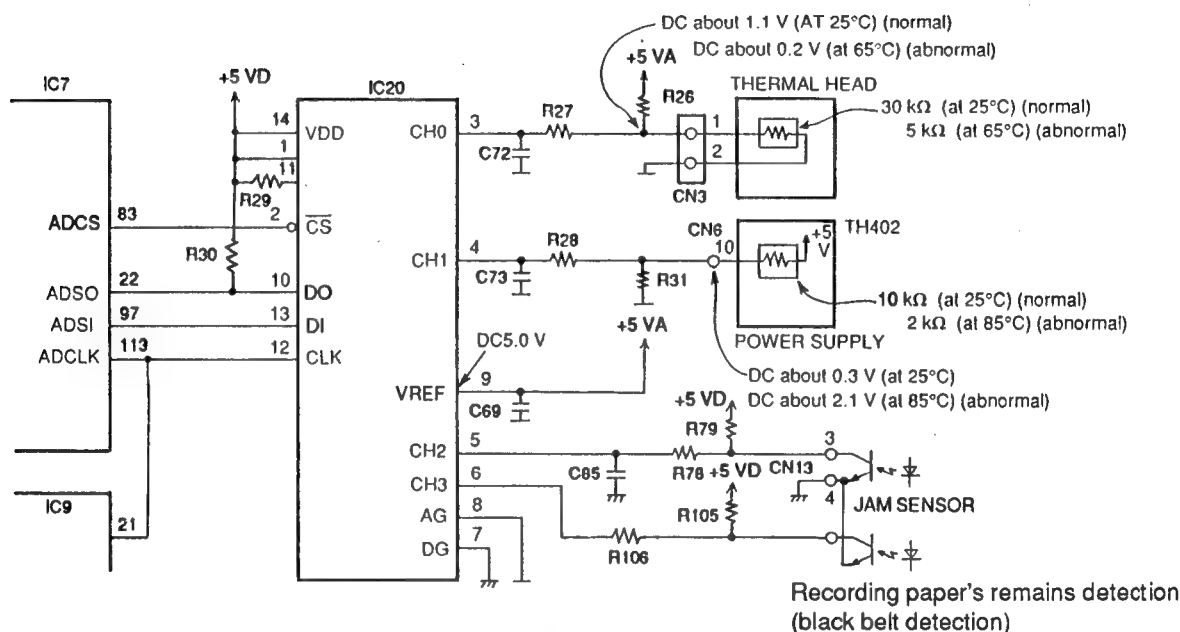 DC about 1.1 V (AT 25°C) (normal)
DC about 0.2 V (at 65°C) (abnormal)
+5 VA
IC7
+5 VD
IC20
THERMAL HEAD
R26
30 kΩ (at 25°C) (normal)
5 kΩ (at 65°C) (abnormal)
14
VDD
CH0
3
R27
1
1
2
C72
11
R29
CN3
ADCS
83
2
CS
R30
CH1
4
R28
CN6
10
+5
V
TH402
C73
R31
ADSO
22
10
DO
10 kΩ (at 25°C) (normal)
2 kΩ (at 85°C) (abnormal)
ADSI
97
13
DI
+5 VA
ADCLK
113
12
CLK
DC5.0 V
POWER SUPPLY
DC about 0.3 V (at 25°C)
DC about 2.1 V (at 85°C) (abnormal)
VREF
9
C69
+5 VD
R79
3
CH2
5
C85
R78
+5 VD
CN13
4
JAM SENSOR
CH3
6
IC9
R105
AG
8
21
R106
DG
7
Recording paper's remains detection
(black belt detection)